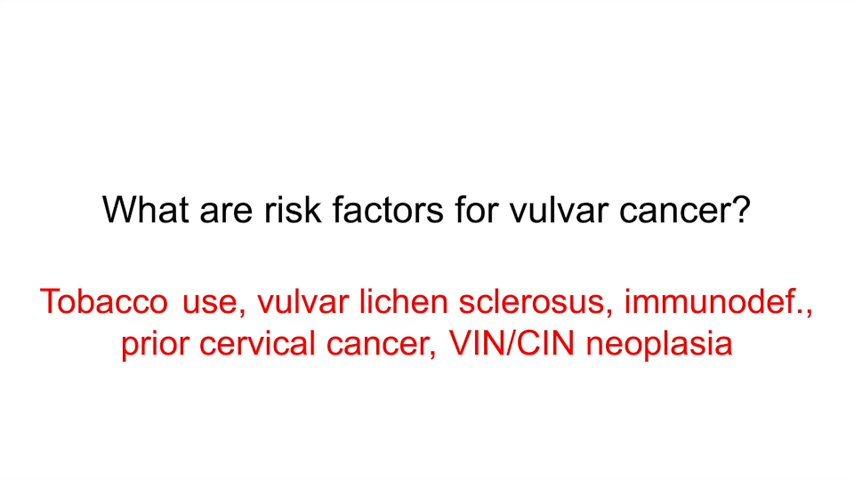 What are risk factors for vulvar cancer?
Tobacco use, vulvar lichen sclerosus, immunodef.,
prior cervical cancer, VIN/CIN neoplasia